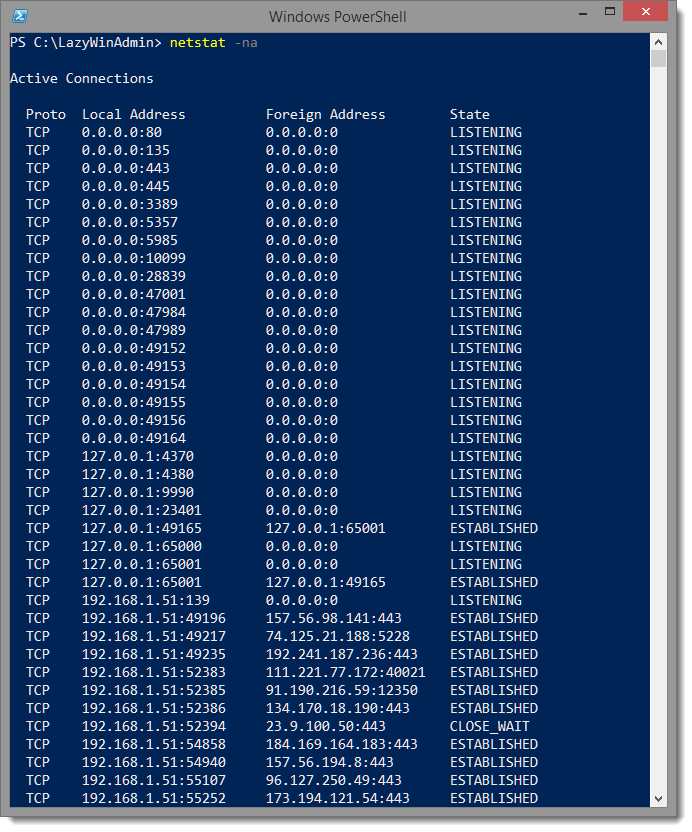 Windows PowerShell
PS C:\LazyWinAdmin> netstat -na
Active Connections
Proto  Local Address          Foreign Address        State
TCP    0.0.0.0:80             0.0.0.0:0              LISTENING
TCP    0.0.0.0:135            0.0.0.0:0              LISTENING
TCP    0.0.0.0:443            0.0.0.0:0              LISTENING
TCP    0.0.0.0:445            0.0.0.0:0              LISTENING
TCP    0.0.0.0:3389           0.0.0.0:0              LISTENING
TCP    0.0.0.0:5357           0.0.0.0:0              LISTENING
TCP    0.0.0.0:5985           0.0.0.0:0              LISTENING
TCP    0.0.0.0:10099          0.0.0.0:0              LISTENING
TCP    0.0.0.0:28839          0.0.0.0:0              LISTENING
TCP    0.0.0.0:47001          0.0.0.0:0              LISTENING
TCP    0.0.0.0:47984          0.0.0.0:0              LISTENING
TCP    0.0.0.0:47989          0.0.0.0:0              LISTENING
TCP    0.0.0.0:49152          0.0.0.0:0              LISTENING
TCP    0.0.0.0:49153          0.0.0.0:0              LISTENING
TCP    0.0.0.0:49154          0.0.0.0:0              LISTENING
TCP    0.0.0.0:49155          0.0.0.0:0              LISTENING
TCP    0.0.0.0:49156          0.0.0.0:0              LISTENING
TCP    0.0.0.0:49164          0.0.0.0:0              LISTENING
TCP    127.0.0.1:4370         0.0.0.0:0              LISTENING
TCP    127.0.0.1:4380         0.0.0.0:0              LISTENING
TCP    127.0.0.1:9990         0.0.0.0:0              LISTENING
TCP    127.0.0.1:23401        0.0.0.0:0              LISTENING
TCP    127.0.0.1:49165        127.0.0.1:65001        ESTABLISHED
TCP    127.0.0.1:65000        0.0.0.0:0              LISTENING
TCP    127.0.0.1:65001        0.0.0.0:0              LISTENING
TCP    127.0.0.1:65001        127.0.0.1:49165        ESTABLISHED
TCP    192.168.1.51:139       0.0.0.0:0              LISTENING
TCP    192.168.1.51:49196     157.56.98.141:443      ESTABLISHED
TCP    192.168.1.51:49217     74.125.21.188:5228     ESTABLISHED
TCP    192.168.1.51:49235     192.241.187.236:443    ESTABLISHED
TCP    192.168.1.51:52383     111.221.77.172:40021   ESTABLISHED
TCP    192.168.1.51:52385     91.190.216.59:12350    ESTABLISHED
TCP    192.168.1.51:52386     134.170.18.190:443     ESTABLISHED
TCP    192.168.1.51:52394     23.9.100.50:443        CLOSE_WAIT
TCP    192.168.1.51:54858     184.169.164.183:443    ESTABLISHED
TCP    192.168.1.51:54940     157.56.194.8:443       ESTABLISHED
TCP    192.168.1.51:55107     96.127.250.49:443      ESTABLISHED
TCP    192.168.1.51:55252     173.194.121.54:443     ESTABLISHED